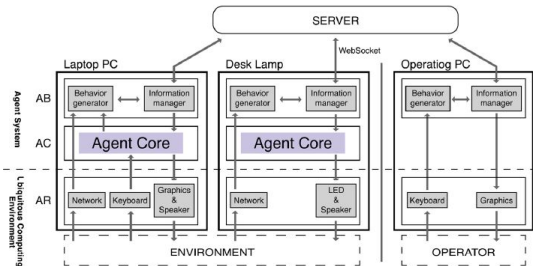 SERVER
WebSocket
Laptop PC
Desk Lamp
Operatiog PC
Agent System
AB
Behavior
generator
Information
manager
Behavior
generator
Information
manager
Behavior
generator
Information
manager
AC
Agent Core
Agent Core
Ubiquitous Computing
Environment
AR
Network
Keyboard
Graphics
&
Speaker
Network
LED
&
Speaker
Keyboard
Graphics
ENVIRONMENT
OPERATOR